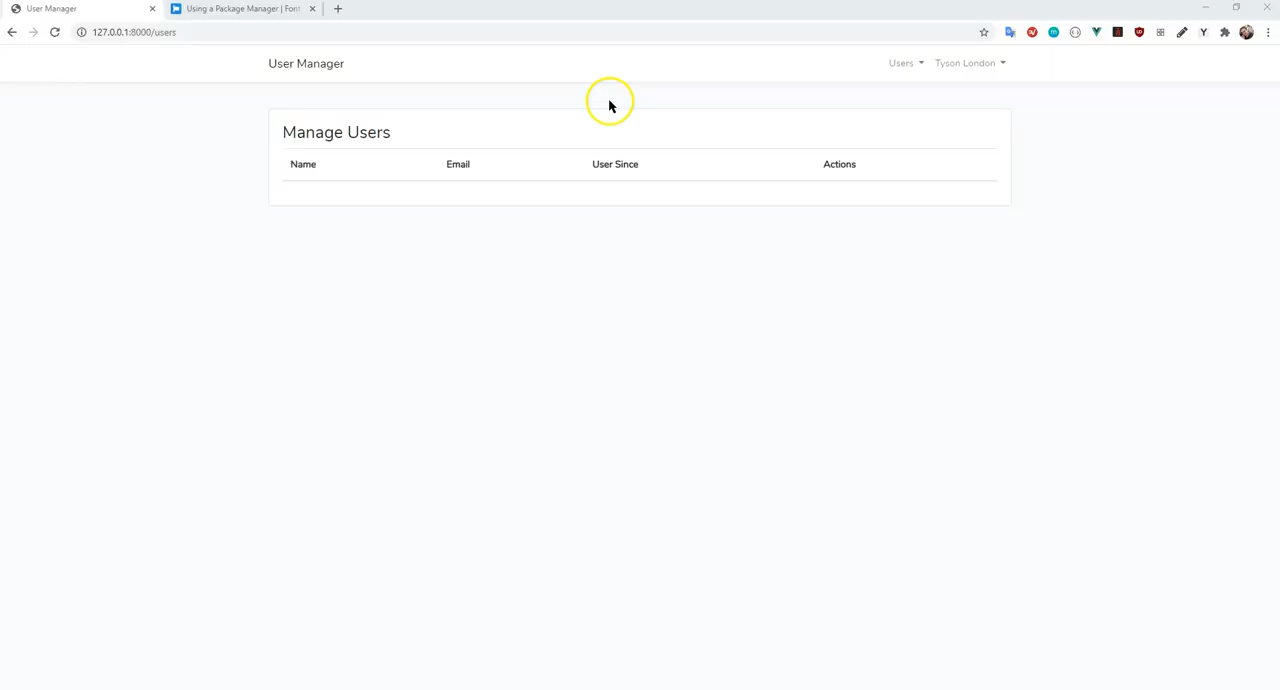 User Manager
Using a Package Manager | Font
127.0.0.1:8000/users
User Manager
Users
Tyson London
Manage Users
Name Email User Since Actions